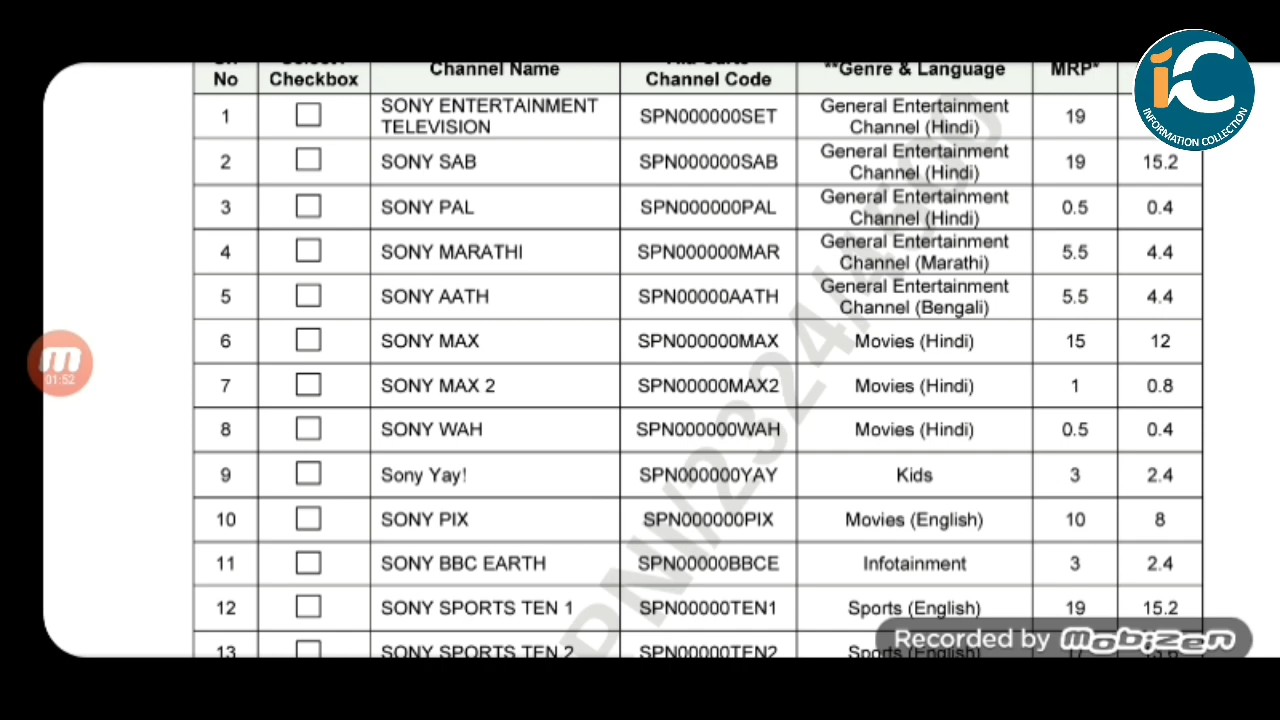 No
Checkbox
Channel Name
Channel Code
**Genre & Language
MRP*
1
SONY ENTERTAINMENT
TELEVISION
SPN000000SET
General Entertainment
Channel (Hindi)
19
2
SONY SAB
SPN000000SAB
General Entertainment
Channel (Hindi)
19
15.2
3
SONY PAL
SPN000000PAL
General Entertainment
Channel (Hindi)
0.5
0.4
4
SONY MARATHI
SPN000000MAR
General Entertainment
Channel (Marathi)
5.5
4.4
5
SONY AATH
SPN00000AATH
General Entertainment
Channel (Bengali)
5.5
4.4
6
SONY MAX
SPN000000MAX
Movies (Hindi)
15
12
7
SONY MAX 2
SPN00000MAX2
Movies (Hindi)
1
0.8
8
SONY WAH
SPN000000WAH
Movies (Hindi)
0.5
0.4
9
Sony Yay!
SPN000000YAY
Kids
3
2.4
10
SONY PIX
SPN000000PIX
Movies (English)
10
8
11
SONY BBC EARTH
SPN00000BBCE
Infotainment
3
2.4
12
SONY SPORTS TEN 1
SPN00000TEN1
Sports (English)
19
15.2
13
SONY SPORTS TEN 2
SPN00000TEN2
Sports (English)
iC
INFORMATION COLLECTION
m
01:52
Recorded by mobizen